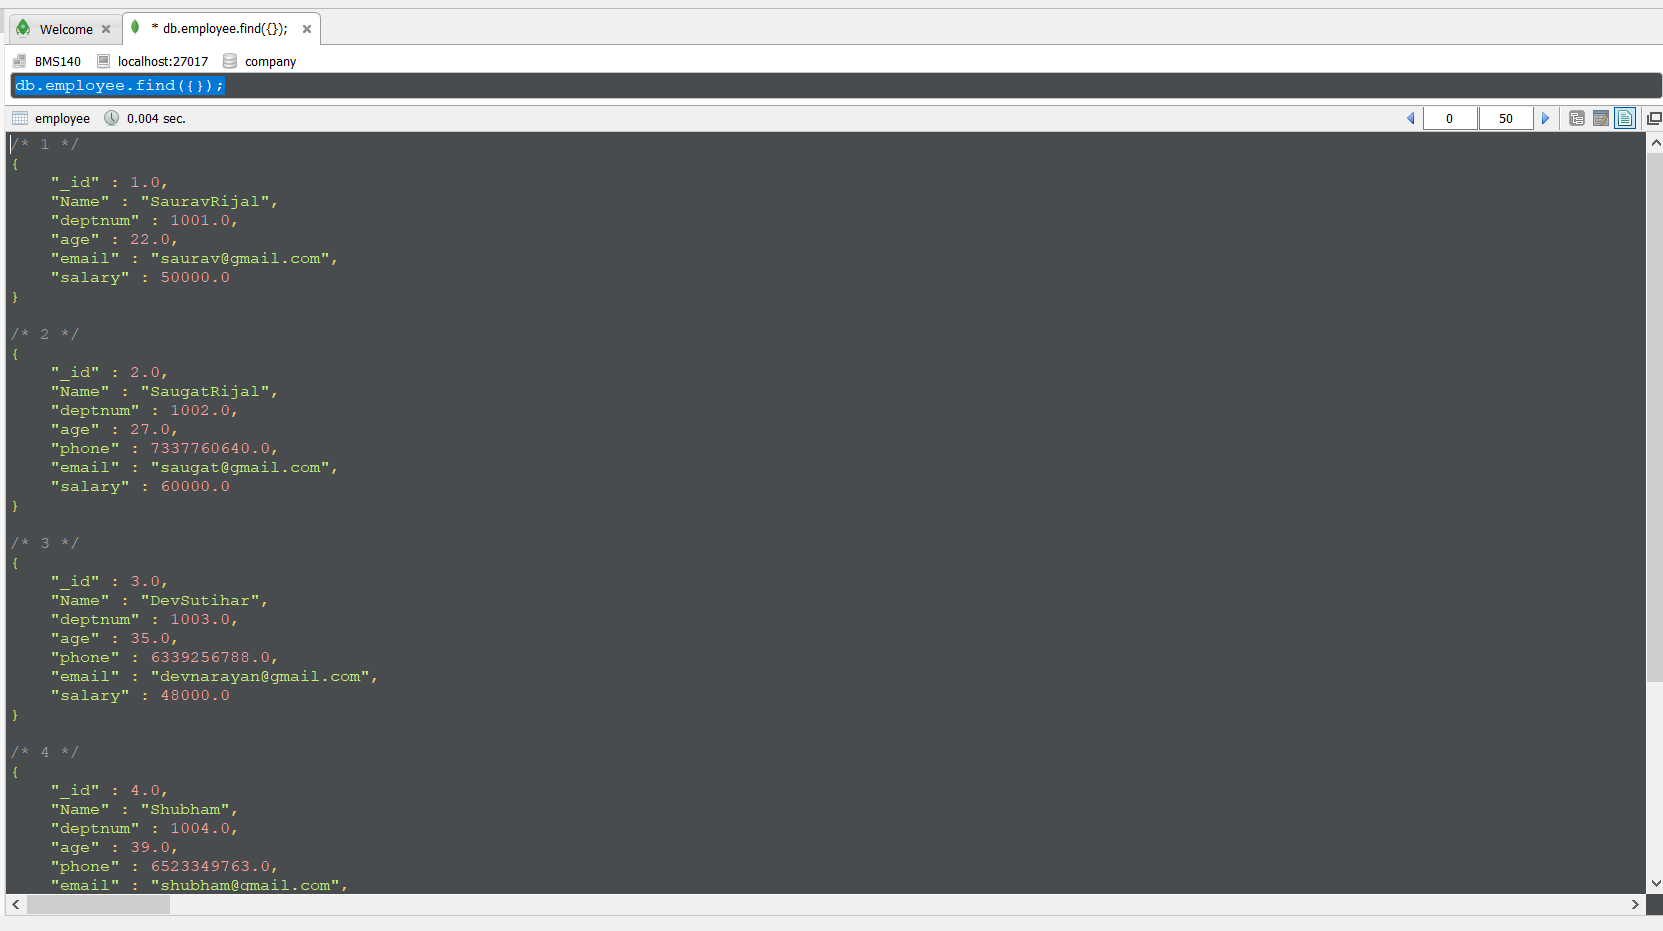 Welcome
* db.employee.find({});
BMS140 localhost:27017 company
db.employee.find({});
employee 0.004 sec. 0 50
/* 1 */
{
    "_id" : 1.0,
    "Name" : "SauravRijal",
    "deptnum" : 1001.0,
    "age" : 22.0,
    "email" : "saurav@gmail.com",
    "salary" : 50000.0
}
/* 2 */
{
    "_id" : 2.0,
    "Name" : "SaugatRijal",
    "deptnum" : 1002.0,
    "age" : 27.0,
    "phone" : 7337760640.0,
    "email" : "saugat@gmail.com",
    "salary" : 60000.0
}
/* 3 */
{
    "_id" : 3.0,
    "Name" : "DevSutihar",
    "deptnum" : 1003.0,
    "age" : 35.0,
    "phone" : 6339256788.0,
    "email" : "devnarayan@gmail.com",
    "salary" : 48000.0
}
/* 4 */
{
    "_id" : 4.0,
    "Name" : "Shubham",
    "deptnum" : 1004.0,
    "age" : 39.0,
    "phone" : 6523349763.0,
    "email" : "shubham@gmail.com",